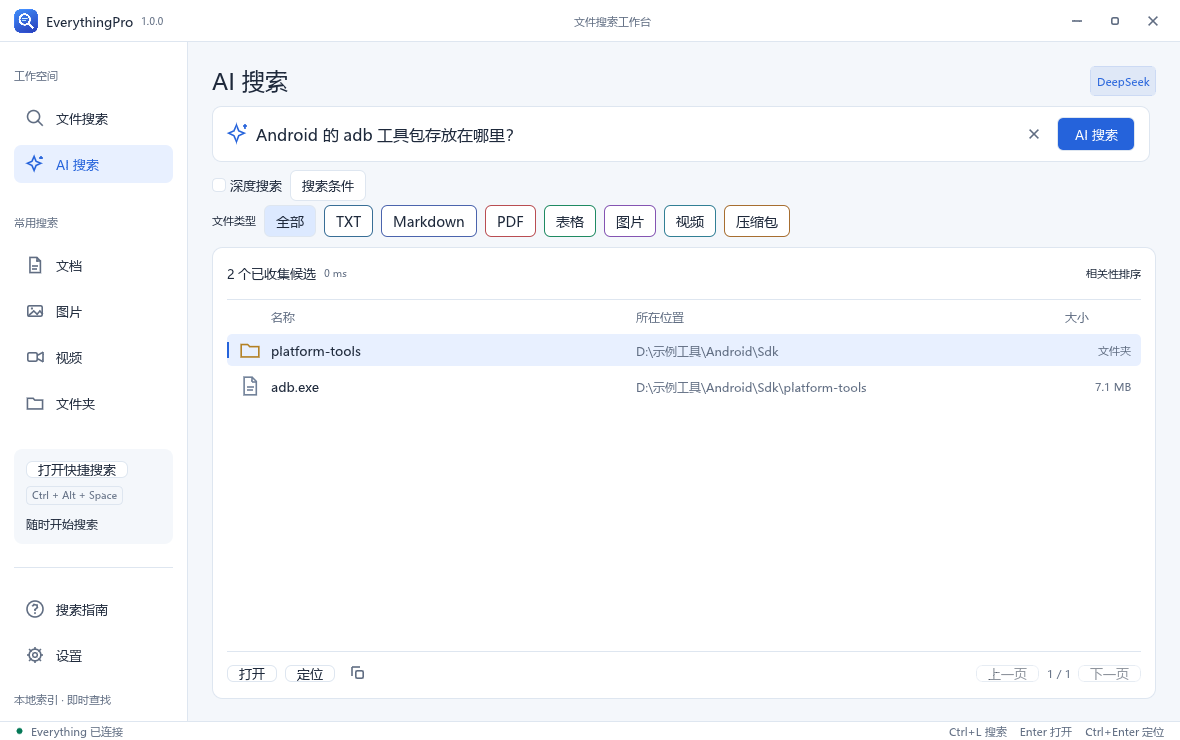 EverythingPro 1.0.0
文件搜索工作台
工作空间
文件搜索
AI 搜索
常用搜索
文档
图片
视频
文件夹
打开快捷搜索
Ctrl + Alt + Space
随时开始搜索
搜索指南
设置
本地索引 · 即时查找
AI 搜索
DeepSeek
Android 的 adb 工具包存放在哪里?
AI 搜索
深度搜索 搜索条件
文件类型 全部 TXT Markdown PDF 表格 图片 视频 压缩包
2 个已收集候选 0 ms 相关性排序
名称 所在位置 大小
platform-tools D:\示例工具\Android\Sdk 文件夹
adb.exe D:\示例工具\Android\Sdk\platform-tools 7.1 MB
打开 定位 上一页 1 / 1 下一页
Everything 已连接 Ctrl+L 搜索 Enter 打开 Ctrl+Enter 定位